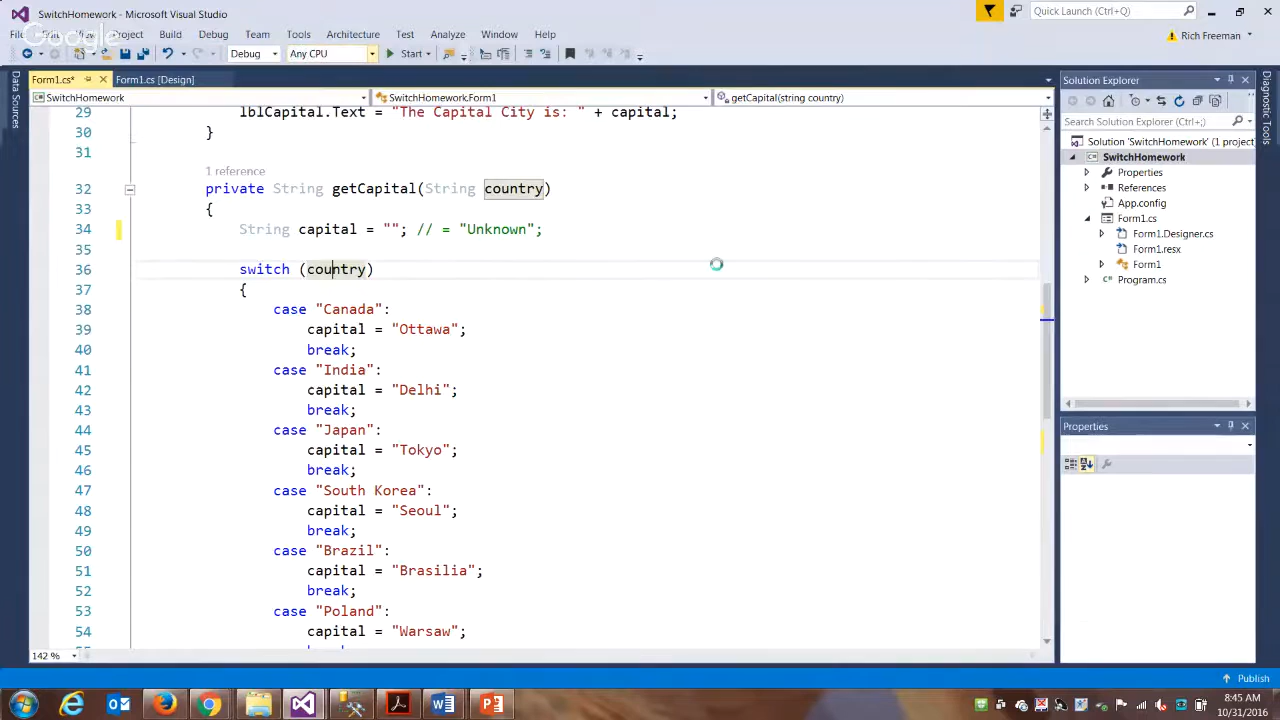 SwitchHomework - Microsoft Visual Studio
Quick Launch (Ctrl+Q)
Google
Project Build Debug Team Tools Architecture Test Analyze Window Help
Rich Freeman
Debug Any CPU Start
Form1.cs* Form1.cs [Design]
SwitchHomework SwitchHomework.Form1 getCapital(string country)
Data Sources
29 lblCapital.Text = "The Capital City is: " + capital;
30 }
31
1 reference
32 private String getCapital(String country)
33 {
34 String capital = ""; // = "Unknown";
35
36 switch (country)
37 {
38 case "Canada":
39 capital = "Ottawa";
40 break;
41 case "India":
42 capital = "Delhi";
43 break;
44 case "Japan":
45 capital = "Tokyo";
46 break;
47 case "South Korea":
48 capital = "Seoul";
49 break;
50 case "Brazil":
51 capital = "Brasilia";
52 break;
53 case "Poland":
54 capital = "Warsaw";
142 %
Solution Explorer
Search Solution Explorer (Ctrl+;)
Solution 'SwitchHomework' (1 project)
SwitchHomework
Properties
References
App.config
Form1.cs
Form1.Designer.cs
Form1.resx
Form1
Program.cs
Properties
Diagnostic Tools
Publish
8:45 AM
10/31/2016